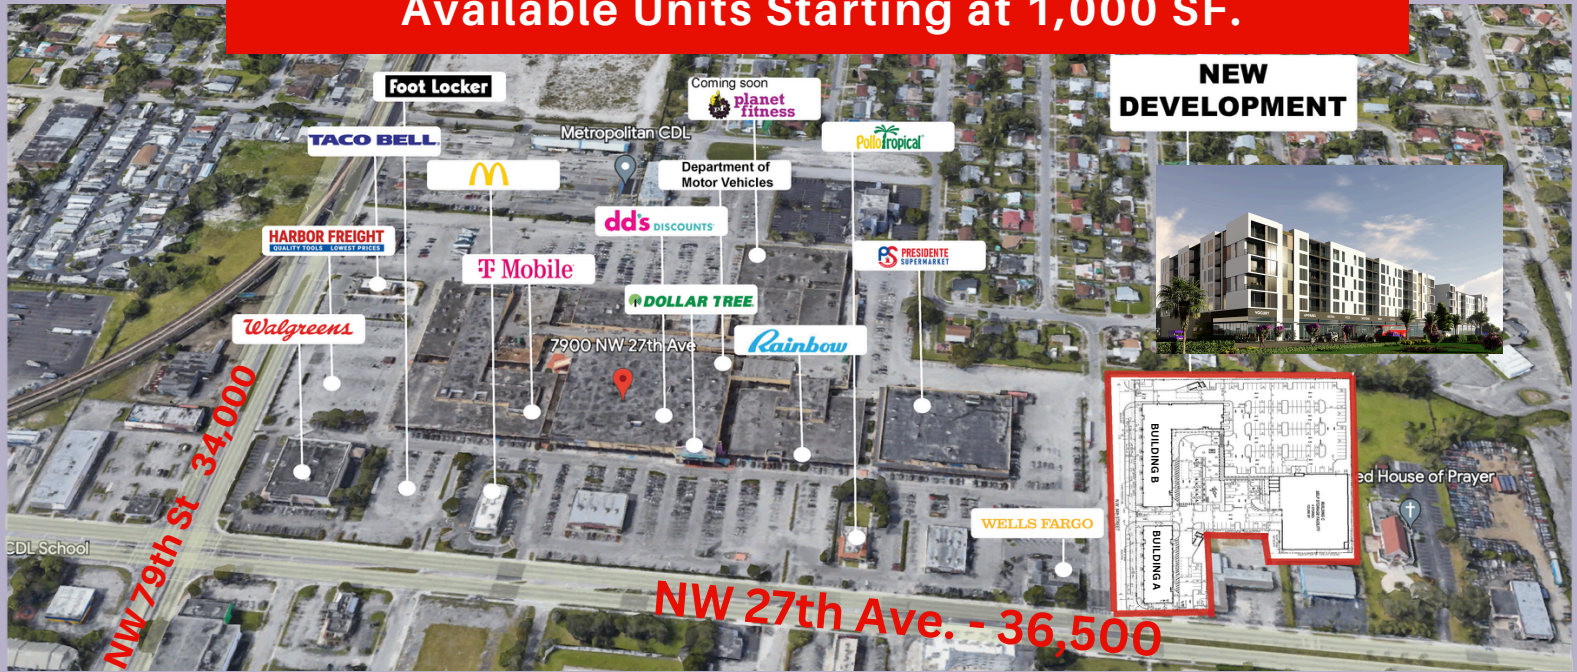 Available Units Starting at 1,000 SF.
Foot Locker
Coming soon
planet
fitness
NEW
DEVELOPMENT
TACO BELL
Metropolitan CDL
PolloTropical
Department of
Motor Vehicles
dd's DISCOUNTS
HARBOR FREIGHT
QUALITY TOOLS LOWEST PRICES
T Mobile
PS PRESIDENTE
SUPERMARKET
DOLLAR TREE
Walgreens
Rainbow
7900 NW 27th Ave
YOGURT
NW 79th St 34,000
BUILDING B
ed House of Prayer
WELLS FARGO
CDL School
BUILDING A
NW 27th Ave. - 36,500